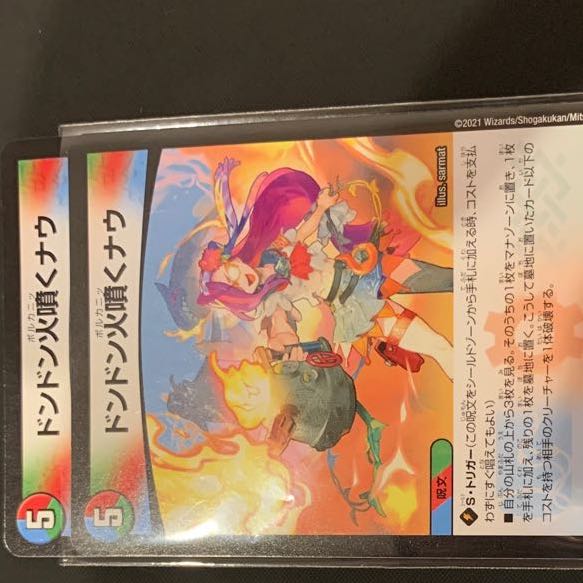 5
ドンドン火噴くナウ
ボルカニッ
5
ドンドン火噴くナウ
ボルカニッ
illus. sarmat
©2021 Wizards/Shogakukan/Mits
呪文
S・トリガー(この呪文をシールドゾーンから手札に加える時、コストを支払
わずにすぐ唱えてもよい)
■自分の山札の上から3枚を見る。そのうちの1枚をマナゾーンに置き、1枚
を手札に加え、残りの1枚を墓地に置く。こうして墓地に置いたカード以下の
コストを持つ相手のクリーチャーを1体破壊する。